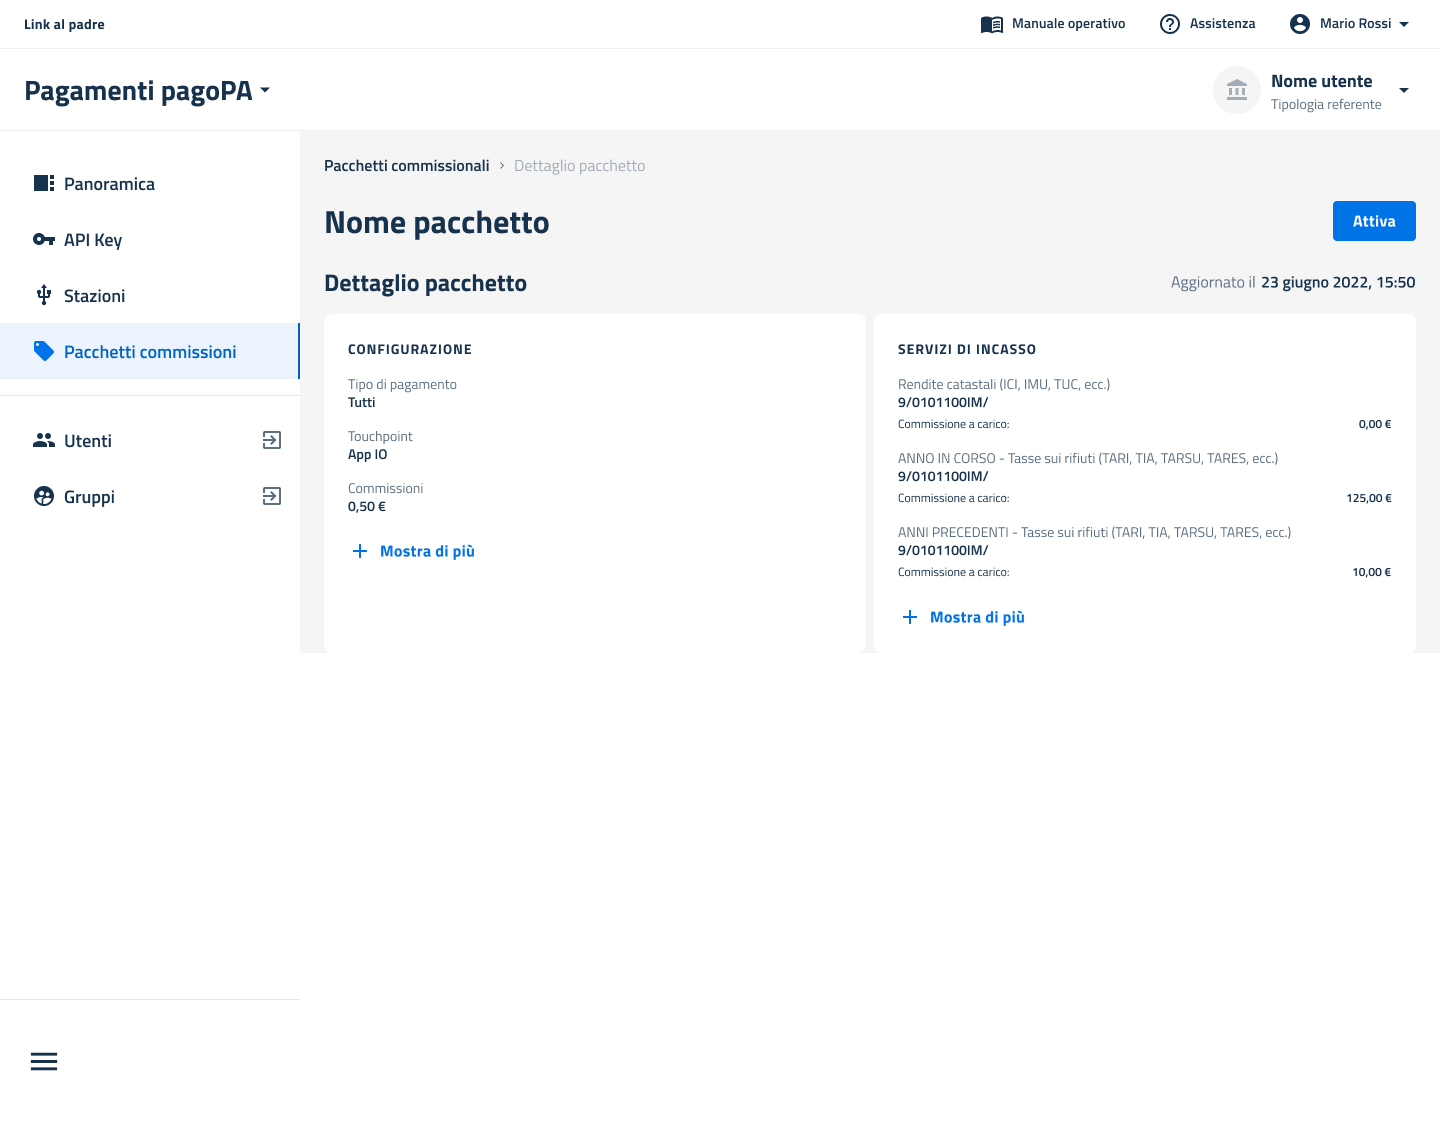 Link al padre
Manuale operativo
Assistenza
Mario Rossi
Pagamenti pagoPA
Nome utente
Tipologia referente
Panoramica
API Key
Stazioni
Pacchetti commissioni
Utenti
Gruppi
Pacchetti commissionali > Dettaglio pacchetto
Nome pacchetto
Attiva
Dettaglio pacchetto
Aggiornato il 23 giugno 2022, 15:50
CONFIGURAZIONE
Tipo di pagamento
Tutti
Touchpoint
App IO
Commissioni
0,50 €
Mostra di più
SERVIZI DI INCASSO
Rendite catastali (ICI, IMU, TUC, ecc.)
9/0101100IM/
Commissione a carico: 0,00 €
ANNO IN CORSO - Tasse sui rifiuti (TARI, TIA, TARSU, TARES, ecc.)
9/0101100IM/
Commissione a carico: 125,00 €
ANNI PRECEDENTI - Tasse sui rifiuti (TARI, TIA, TARSU, TARES, ecc.)
9/0101100IM/
Commissione a carico: 10,00 €
Mostra di più